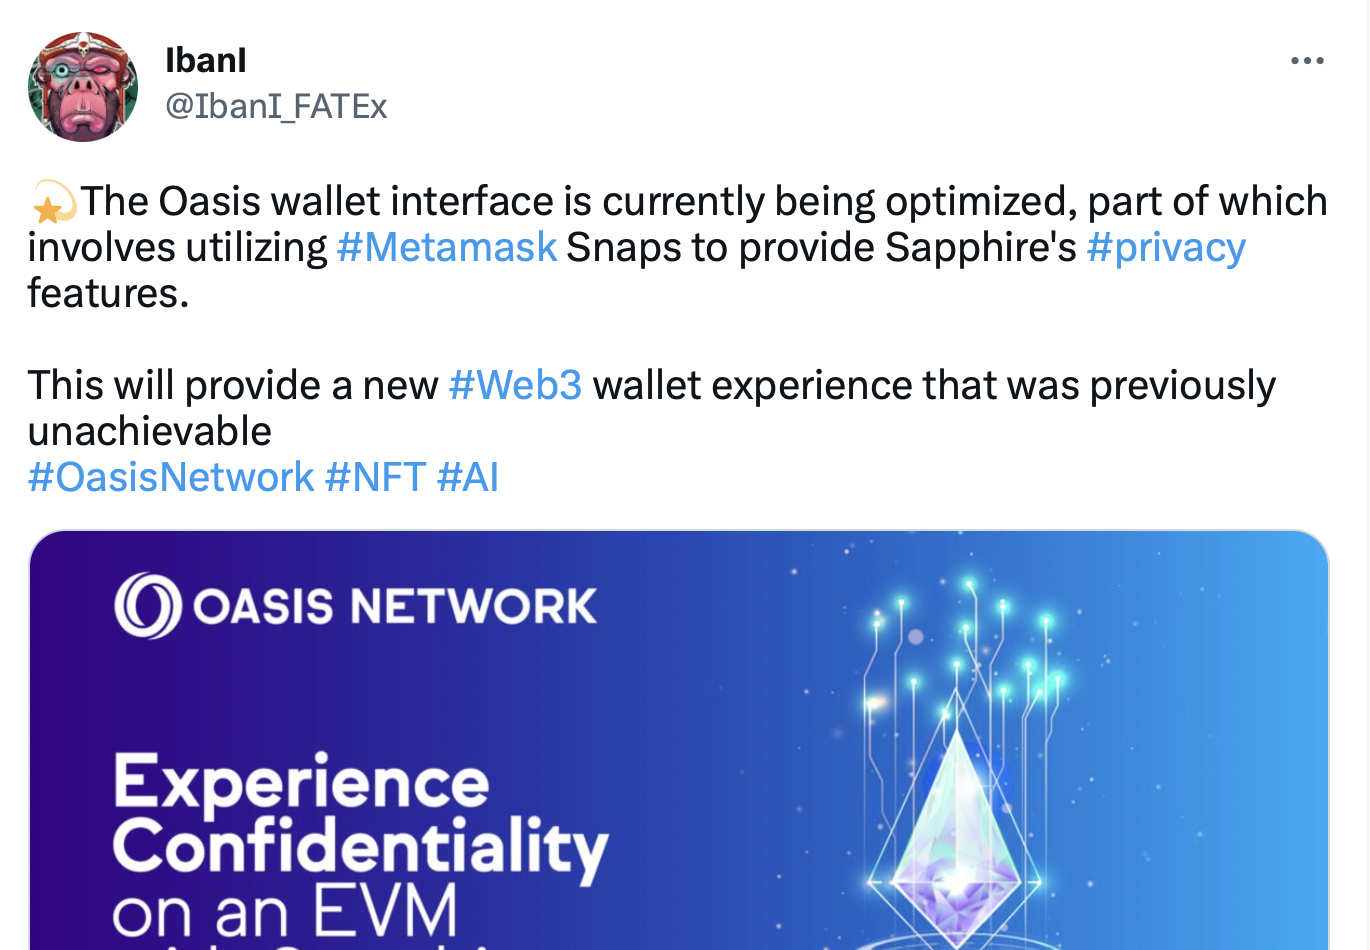 IbanI
@IbanI_FATEx
The Oasis wallet interface is currently being optimized, part of which
involves utilizing #Metamask Snaps to provide Sapphire's #privacy
features.
This will provide a new #Web3 wallet experience that was previously
unachievable
#OasisNetwork #NFT #AI
OASIS NETWORK
Experience
Confidentiality
on an EVM